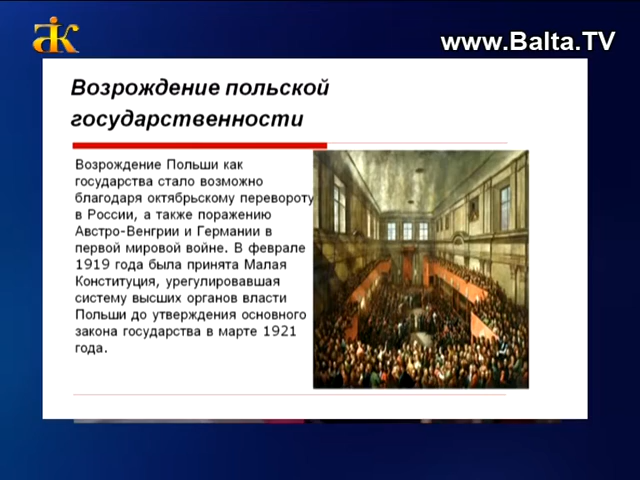 АІК
www.Balta.TV
Возрождение польской
государственности
Возрождение Польши как
государства стало возможно
благодаря октябрьскому перевороту
в России, а также поражению
Австро-Венгрии и Германии в
первой мировой войне. В феврале
1919 года была принята Малая
Конституция, урегулировавшая
систему высших органов власти
Польши до утверждения основного
закона государства в марте 1921
года.